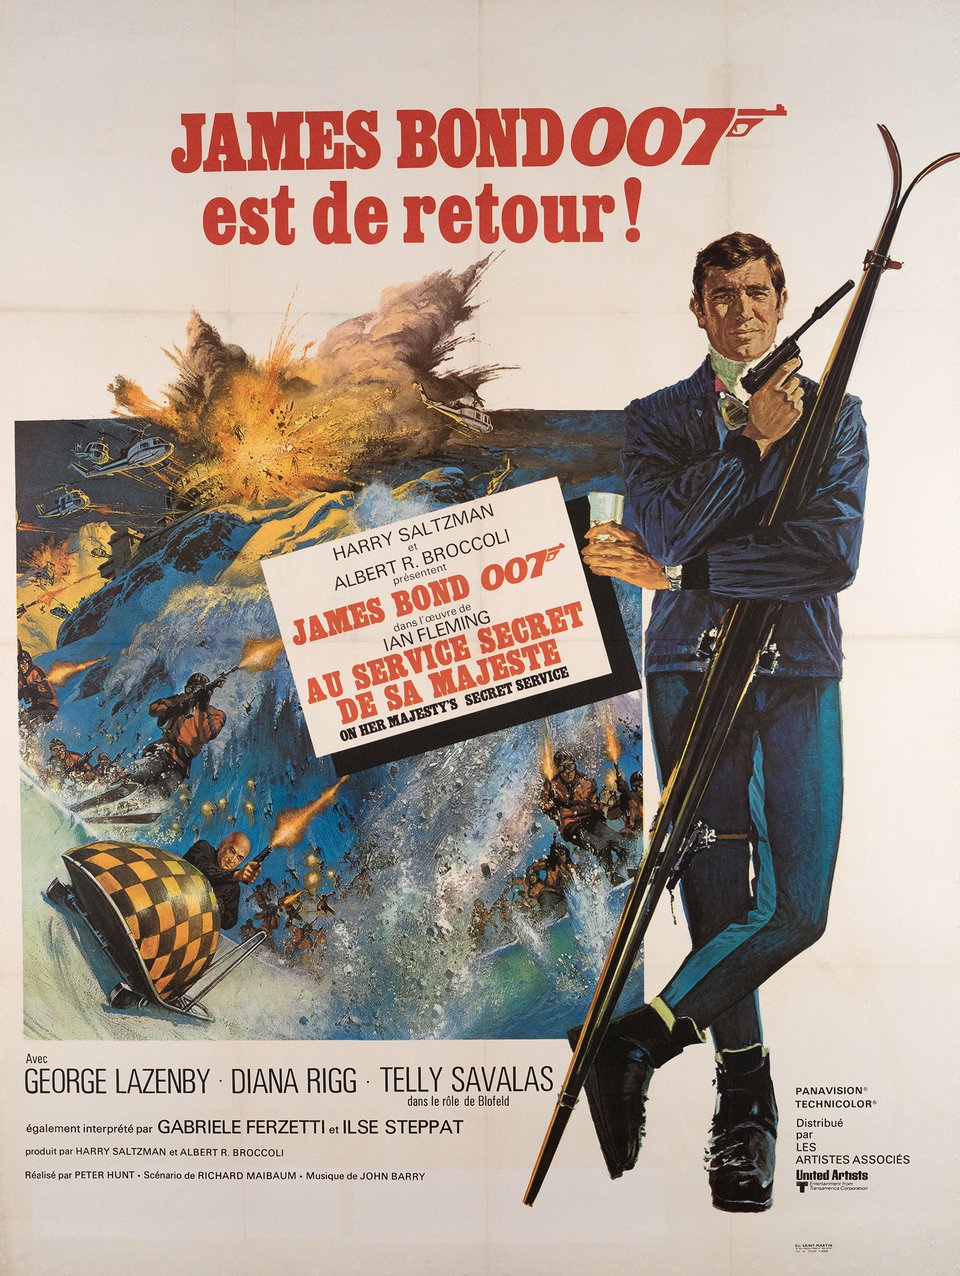 JAMES BOND 007
est de retour !
HARRY SALTZMAN
et
ALBERT R. BROCCOLI
présentent
JAMES BOND 007
dans l'œuvre de
IAN FLEMING
AU SERVICE SECRET
DE SA MAJESTE
ON HER MAJESTY'S SECRET SERVICE
Avec
GEORGE LAZENBY · DIANA RIGG · TELLY SAVALAS
dans le rôle de Blofeld
également interprété par GABRIELE FERZETTI et ILSE STEPPAT
produit par HARRY SALTZMAN et ALBERT R. BROCCOLI
Réalisé par PETER HUNT • Scénario de RICHARD MAIBAUM • Musique de JOHN BARRY
PANAVISION®
TECHNICOLOR®
Distribué
par
LES
ARTISTES ASSOCIÉS
United Artists
Entertainment from
Transamerica Corporation
Ets SAINT-MARTIN